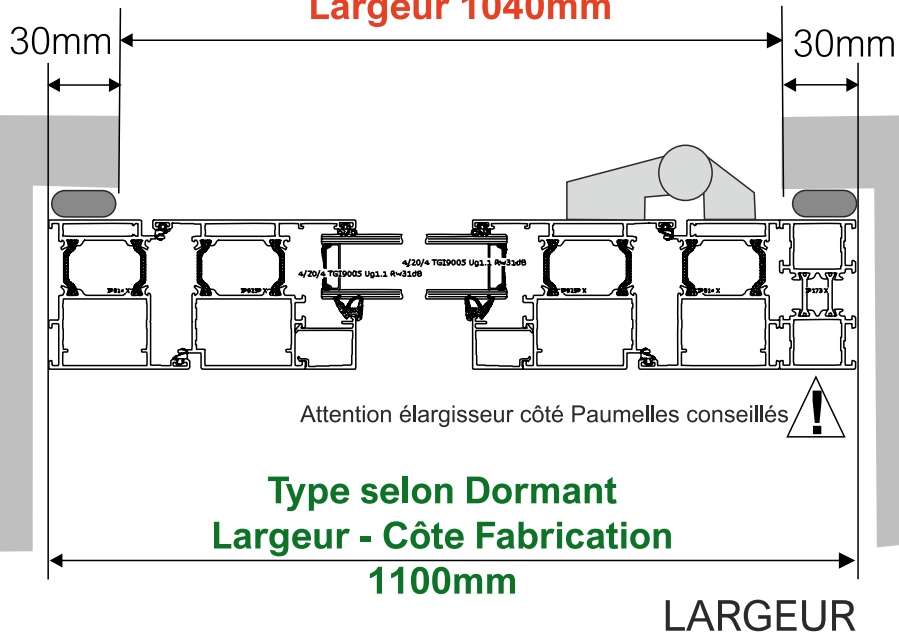 Largeur 1040mm
30mm
30mm
4/20/4 TGI9005 Ug1.1 Rw31dB
4/20/4 TGI9005 Ug1.1 Rw31dB
Attention élargisseur côté Paumelles conseillés
!
Type selon Dormant
Largeur - Côte Fabrication
1100mm
LARGEUR